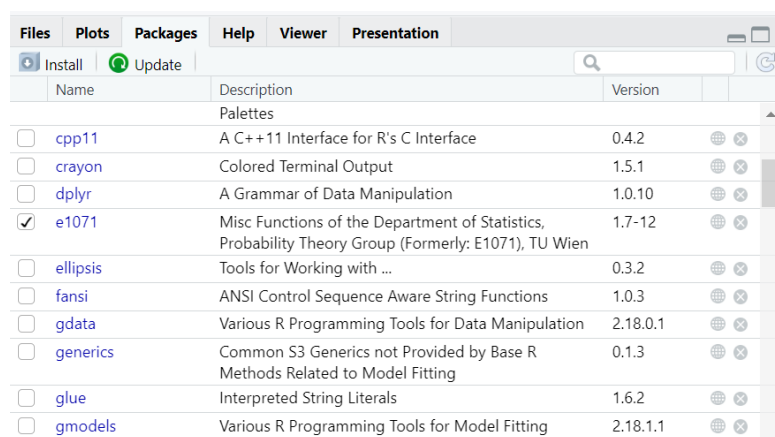 Files Plots Packages Help Viewer Presentation
Install Update
Name Description Version
Palettes
cpp11 A C++11 Interface for R's C Interface 0.4.2
crayon Colored Terminal Output 1.5.1
dplyr A Grammar of Data Manipulation 1.0.10
e1071 Misc Functions of the Department of Statistics, 1.7-12
Probability Theory Group (Formerly: E1071), TU Wien
ellipsis Tools for Working with ... 0.3.2
fansi ANSI Control Sequence Aware String Functions 1.0.3
gdata Various R Programming Tools for Data Manipulation 2.18.0.1
generics Common S3 Generics not Provided by Base R 0.1.3
Methods Related to Model Fitting
glue Interpreted String Literals 1.6.2
gmodels Various R Programming Tools for Model Fitting 2.18.1.1